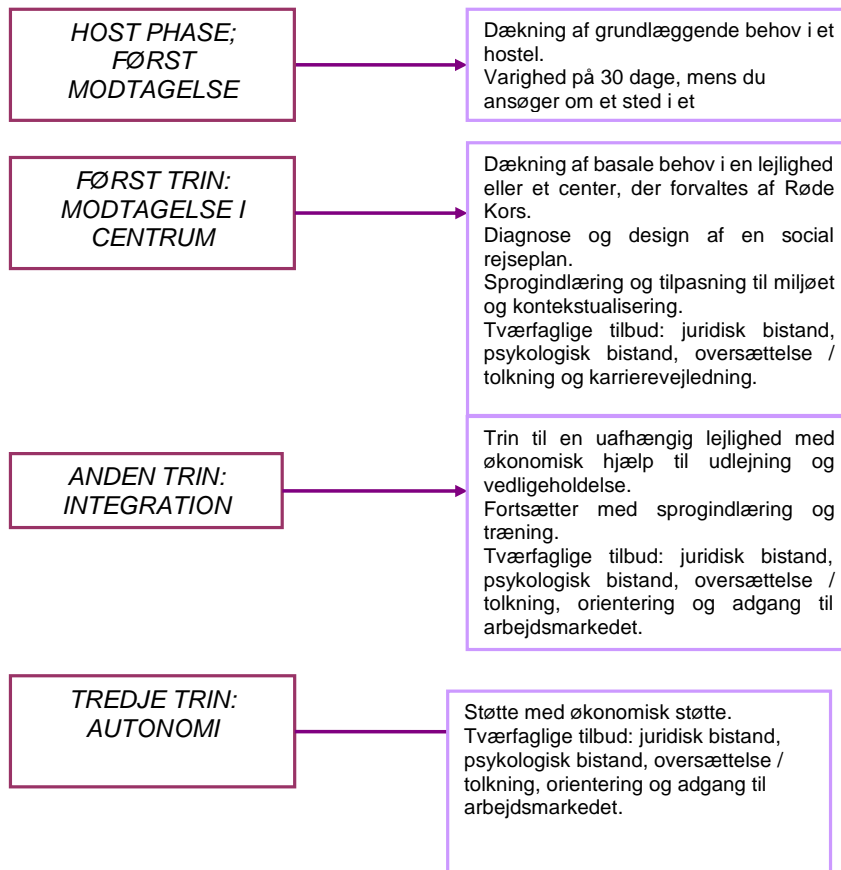 HOST PHASE;
FØRST
MODTAGELSE
Dækning af grundlæggende behov i et
hostel.
Varighed på 30 dage, mens du
ansøger om et sted i et
FØRST TRIN:
MODTAGELSE I
CENTRUM
Dækning af basale behov i en lejlighed
eller et center, der forvaltes af Røde
Kors.
Diagnose og design af en social
rejseplan.
Sprogindlæring og tilpasning til miljøet
og kontekstualisering.
Tværfaglige tilbud: juridisk bistand,
psykologisk bistand, oversættelse /
tolkning og karrierevejledning.
ANDEN TRIN:
INTEGRATION
Trin til en uafhængig lejlighed med
økonomisk hjælp til udlejning og
vedligeholdelse.
Fortsætter med sprogindlæring og
træning.
Tværfaglige tilbud: juridisk bistand,
psykologisk bistand, oversættelse /
tolkning, orientering og adgang til
arbejdsmarkedet.
TREDJE TRIN:
AUTONOMI
Støtte med økonomisk støtte.
Tværfaglige tilbud: juridisk bistand,
psykologisk bistand, oversættelse /
tolkning, orientering og adgang til
arbejdsmarkedet.